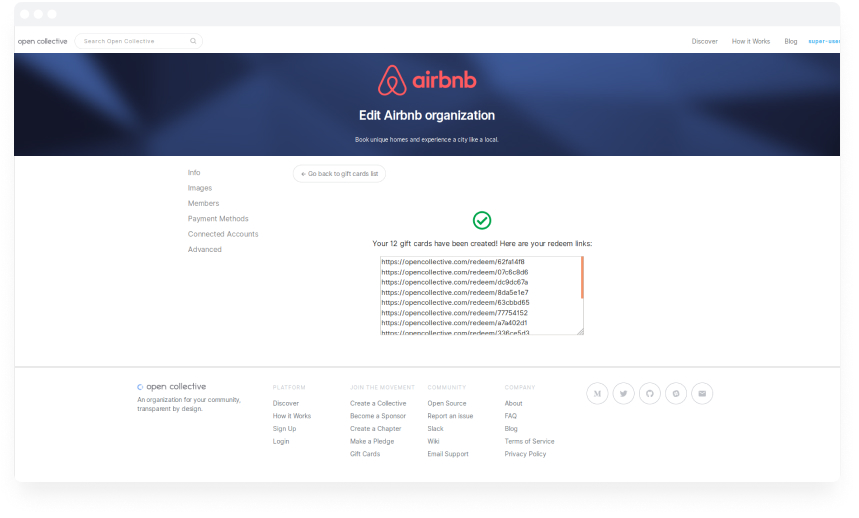 open collective
Search Open Collective
Discover How it Works Blog super-user
airbnb
Edit Airbnb organization
Book unique homes and experience a city like a local.
Info
Images
Members
Payment Methods
Connected Accounts
Advanced
← Go back to gift cards list
Your 12 gift cards have been created! Here are your redeem links:
https://opencollective.com/redeem/62fa14f8
https://opencollective.com/redeem/07c6c8d6
https://opencollective.com/redeem/dc9dc67a
https://opencollective.com/redeem/8da5e1e7
https://opencollective.com/redeem/63cbbd65
https://opencollective.com/redeem/77754152
https://opencollective.com/redeem/a7a402d1
https://opencollective.com/redeem/336ce5d3
open collective
An organization for your community,
transparent by design.
PLATFORM
Discover
How it Works
Sign Up
Login
JOIN THE MOVEMENT
Create a Collective
Become a Sponsor
Create a Chapter
Make a Pledge
Gift Cards
COMMUNITY
Open Source
Report an issue
Slack
Wiki
Email Support
COMPANY
About
FAQ
Blog
Terms of Service
Privacy Policy